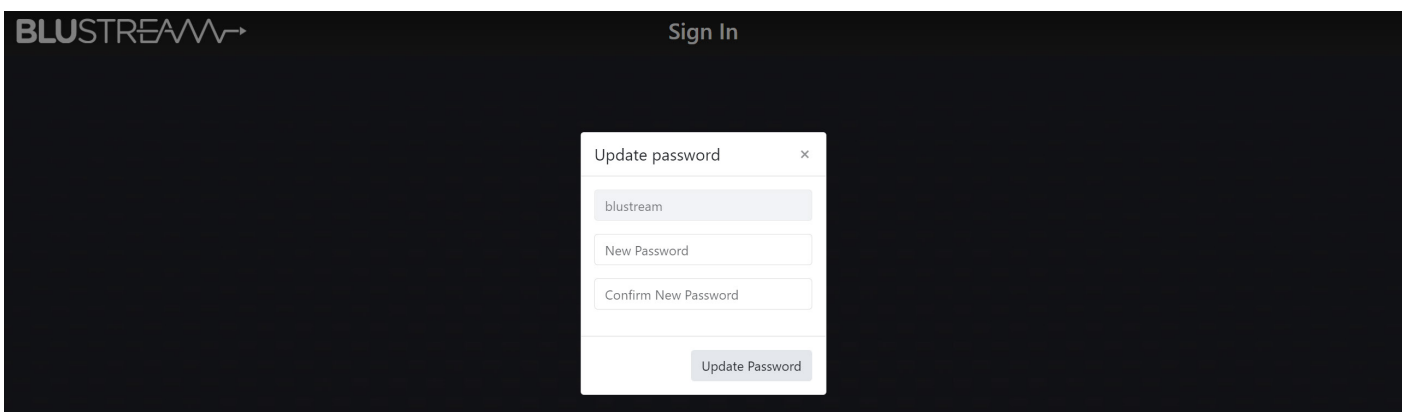 BLUSTREAM
Sign In
Update password ×
blustream
New Password
Confirm New Password
Update Password